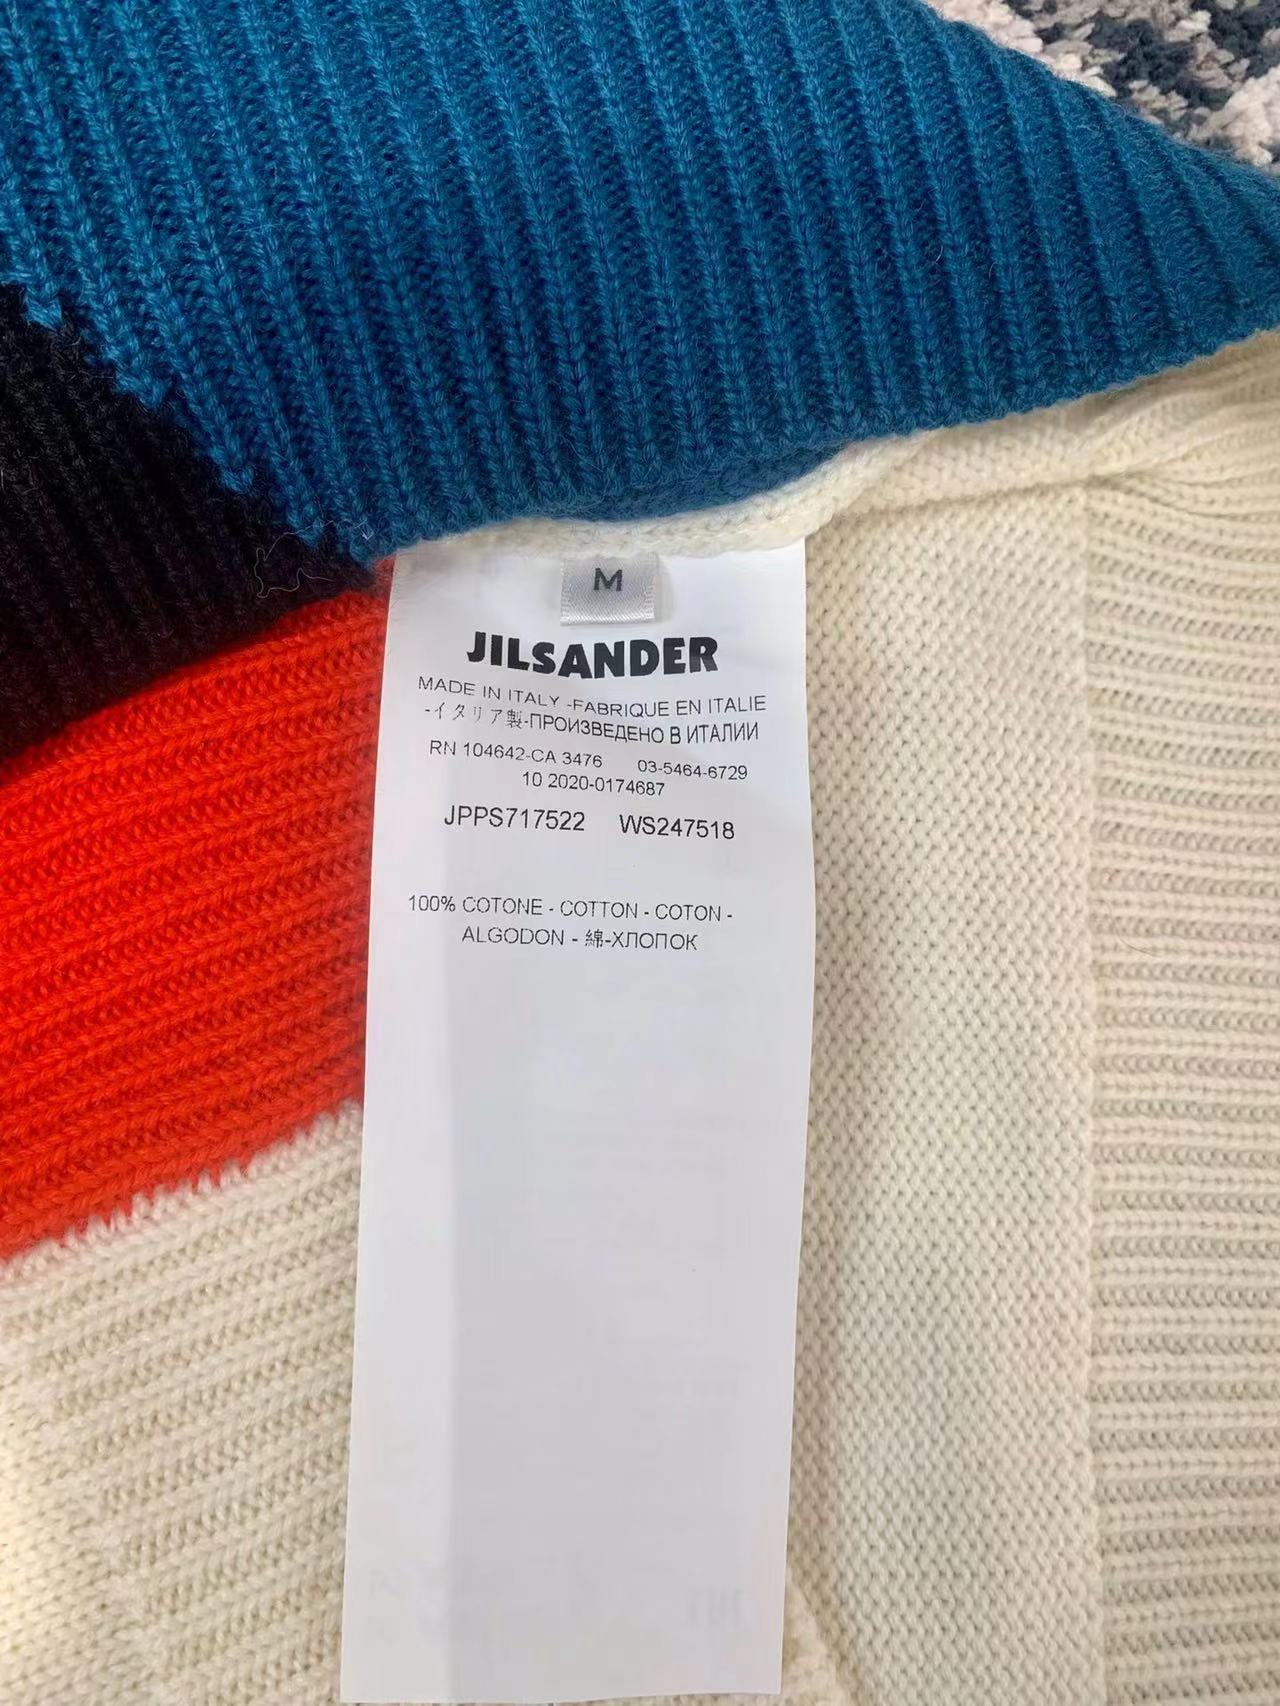 M
JILSANDER
MADE IN ITALY -FABRIQUE EN ITALIE
-イタリア製-ПРОИЗВЕДЕНО В ИТАЛИИ
RN 104642-CA 3476 03-5464-6729
10 2020-0174687
JPPS717522 WS247518
100% COTONE - COTTON - COTON -
ALGODON - 綿-ХЛОПОК